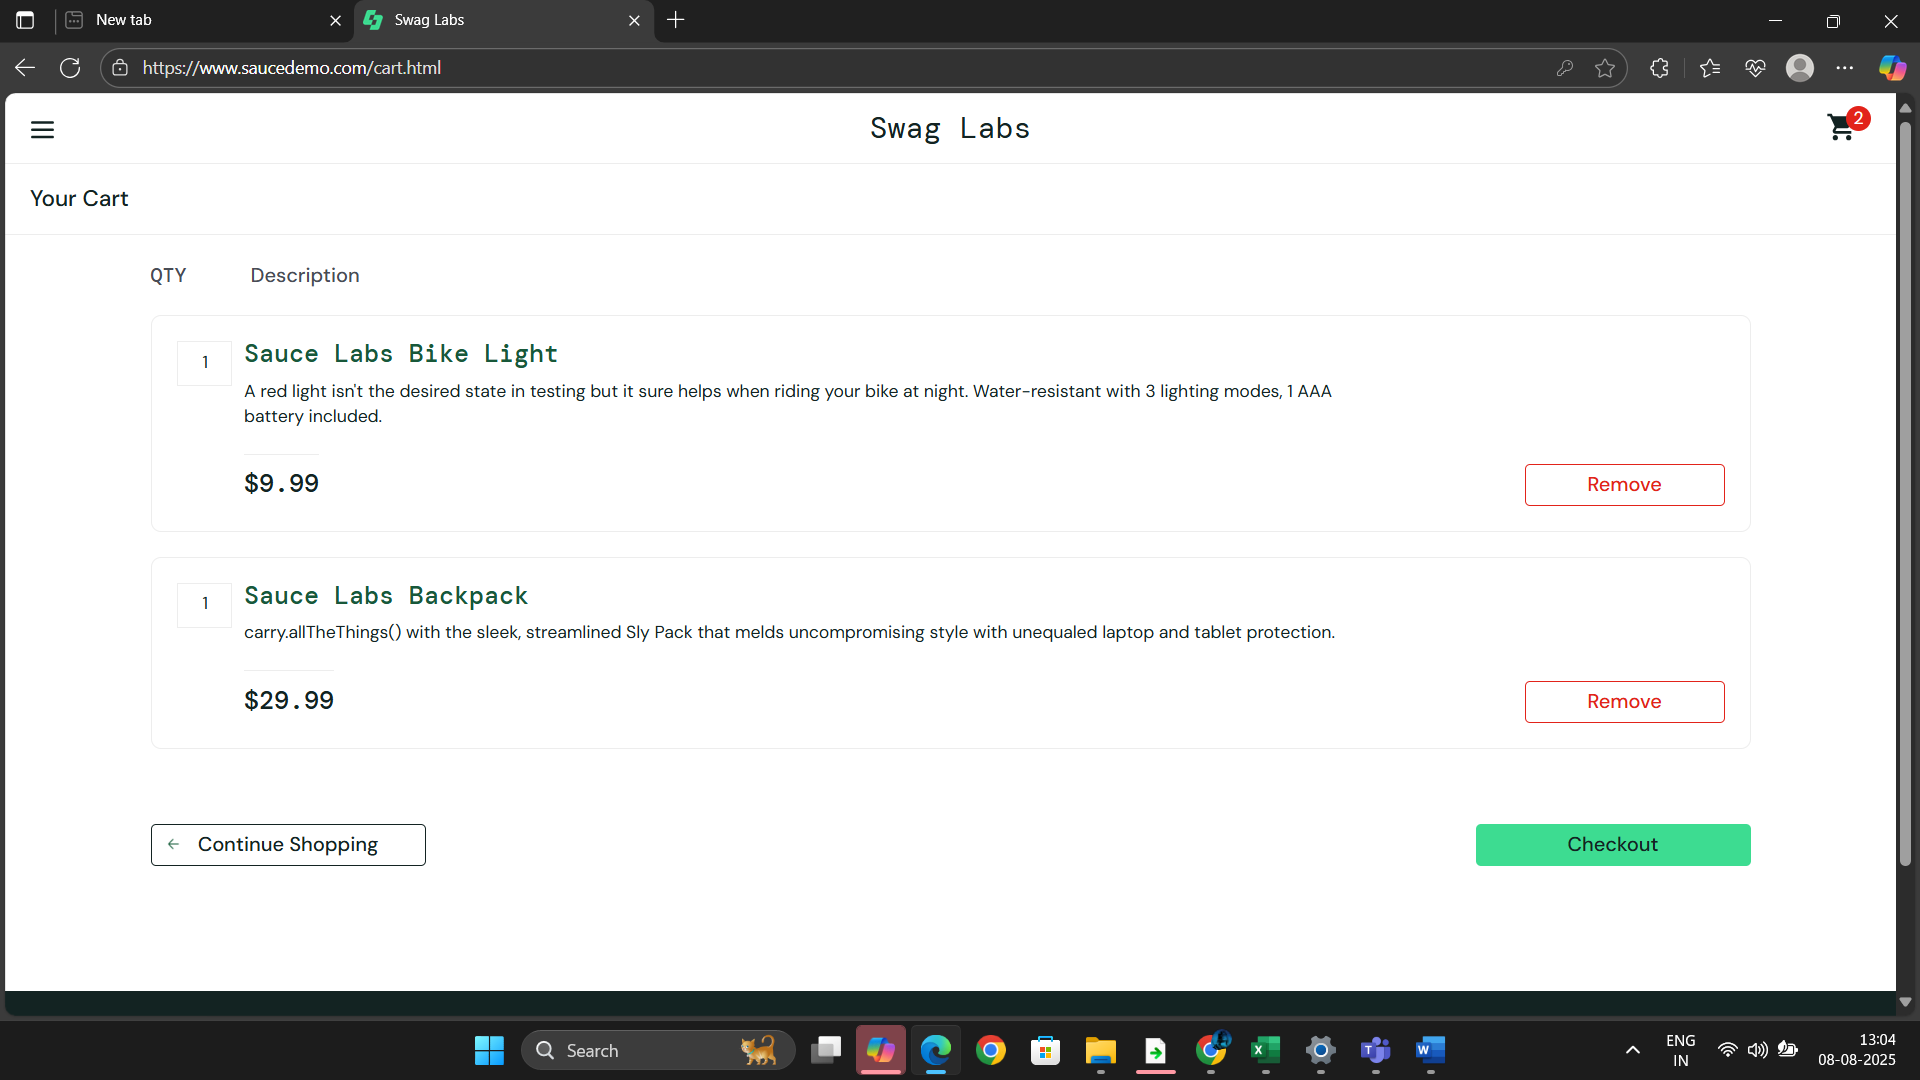 New tab
Swag Labs
https://www.saucedemo.com/cart.html
Swag Labs
2
Your Cart
QTY
Description
1
Sauce Labs Bike Light
A red light isn't the desired state in testing but it sure helps when riding your bike at night. Water-resistant with 3 lighting modes, 1 AAA
battery included.
$9.99
Remove
1
Sauce Labs Backpack
carry.allTheThings() with the sleek, streamlined Sly Pack that melds uncompromising style with unequaled laptop and tablet protection.
$29.99
Remove
Continue Shopping
Checkout
Search
ENG
IN
13:04
08-08-2025